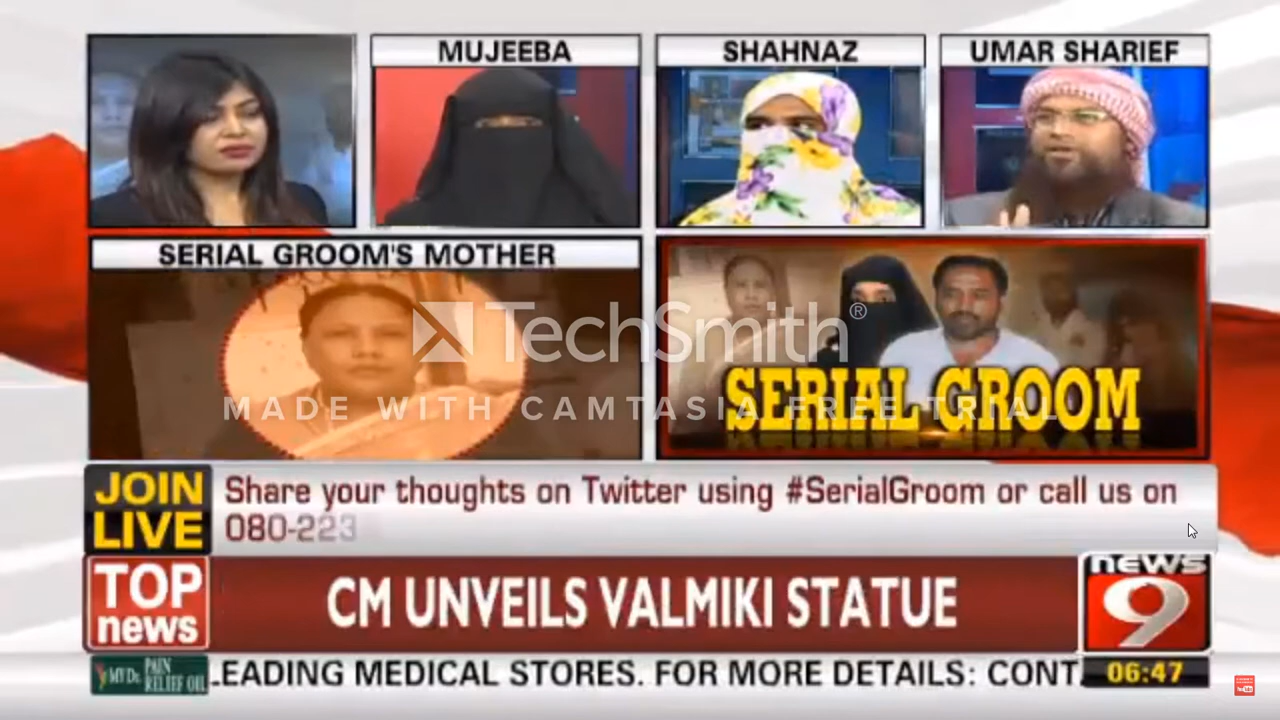 MUJEEBA
SHAHNAZ
UMAR SHARIEF
SERIAL GROOM'S MOTHER
TechSmith®
MADE WITH CAMTASIA FREE TRIAL
SERIAL GROOM
JOIN
LIVE
Share your thoughts on Twitter using #SerialGroom or call us on
080-223
TOP
news
CM UNVEILS VALMIKI STATUE
NEWS
9
MY Dr. PAIN
RELIEF OIL
LEADING MEDICAL STORES. FOR MORE DETAILS: CONT
06:47